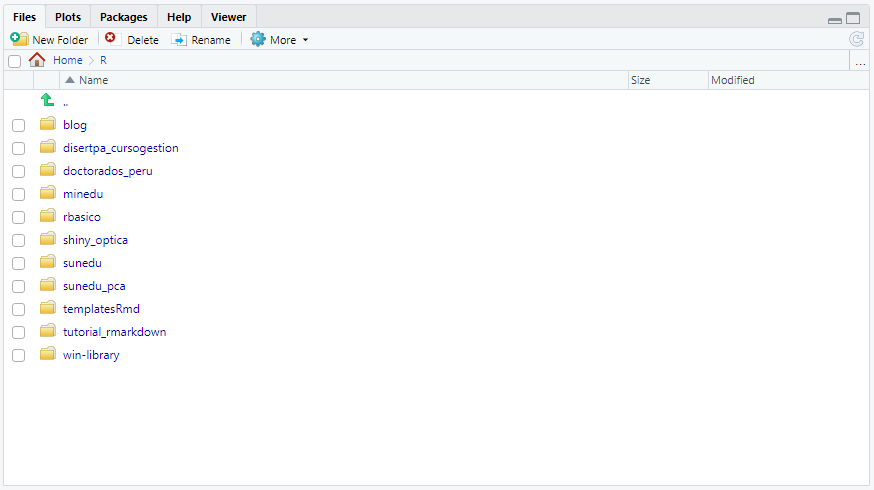 Files Plots Packages Help Viewer
New Folder Delete Rename More
Home R ...
Name Size Modified
..
blog
disertpa_cursogestion
doctorados_peru
minedu
rbasico
shiny_optica
sunedu
sunedu_pca
templatesRmd
tutorial_rmarkdown
win-library